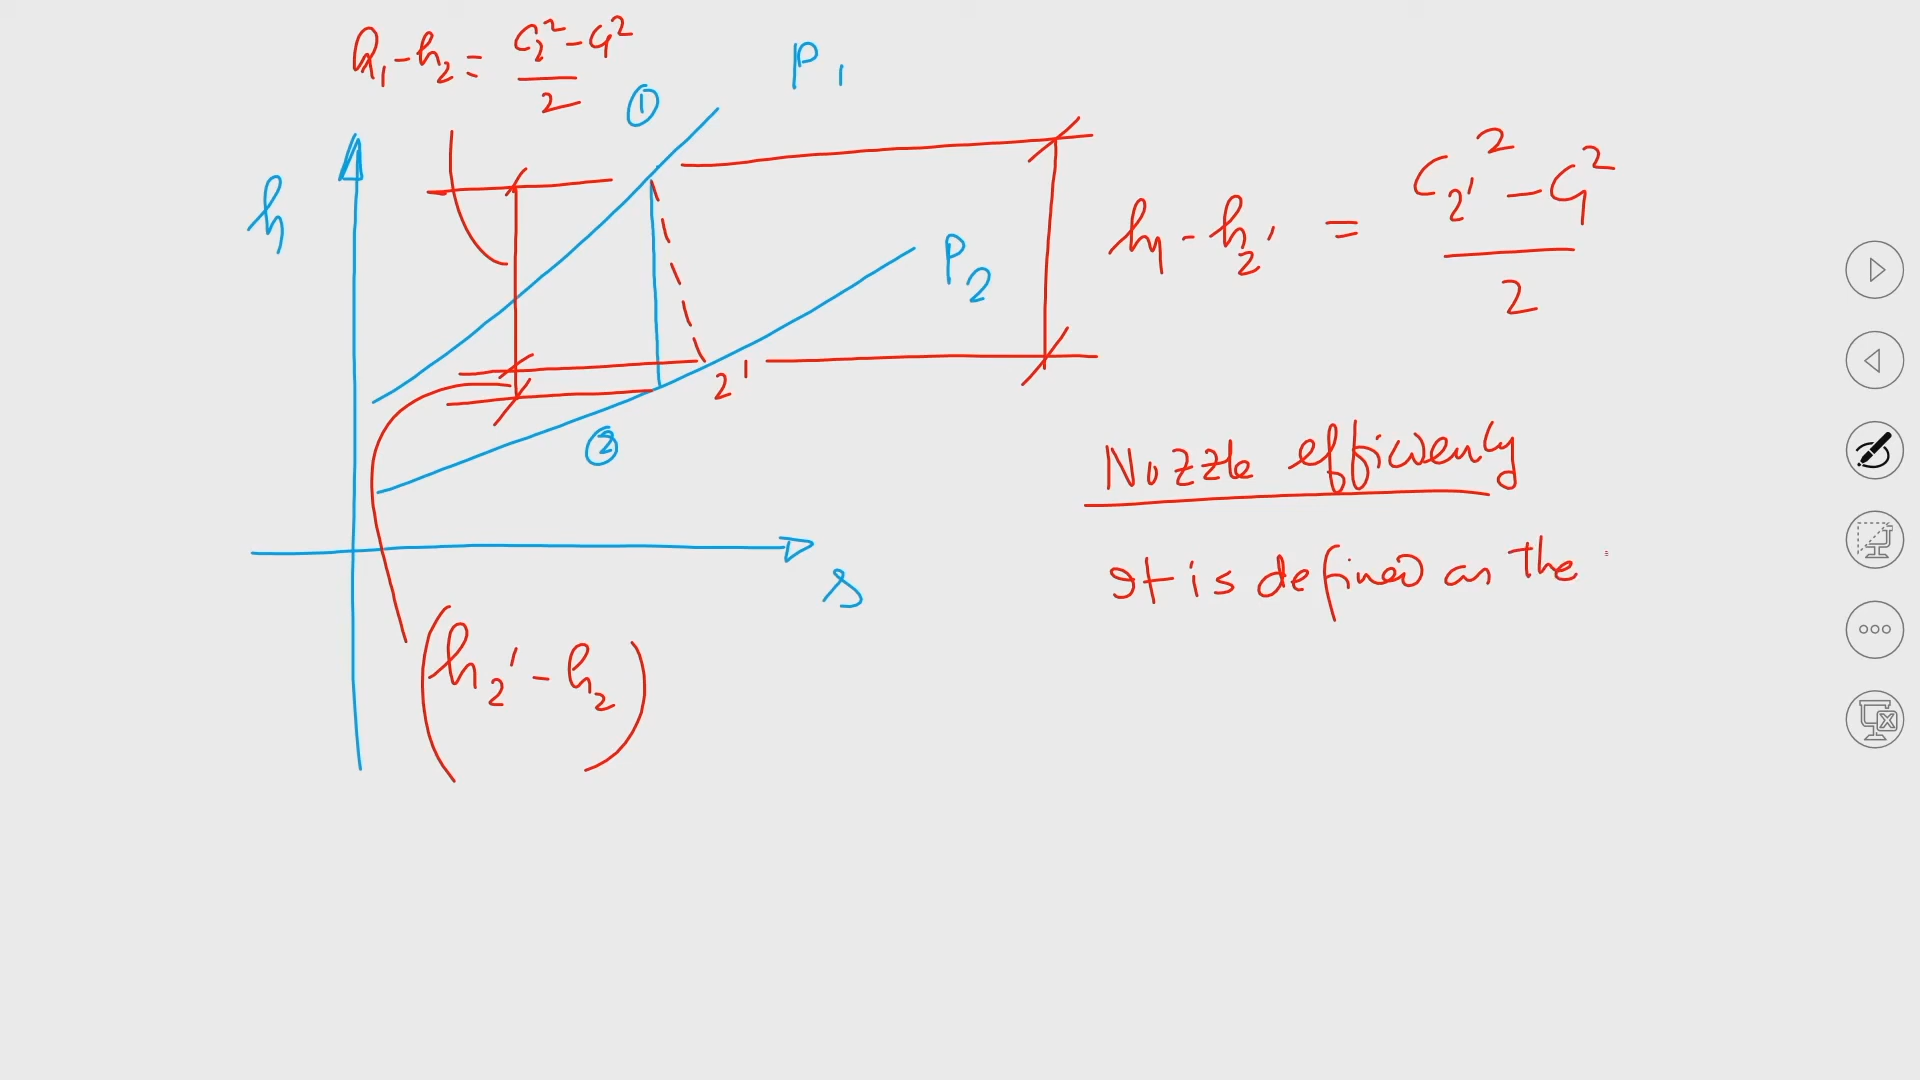 h₁ - h₂ = (C₂² - C₁²) / 2
①
P₁
h
P₂
h₁ - h₂' = (C₂'² - C₁²) / 2
2'
②
Nozzle efficiency
It is defined as the
s
(h₂' - h₂)